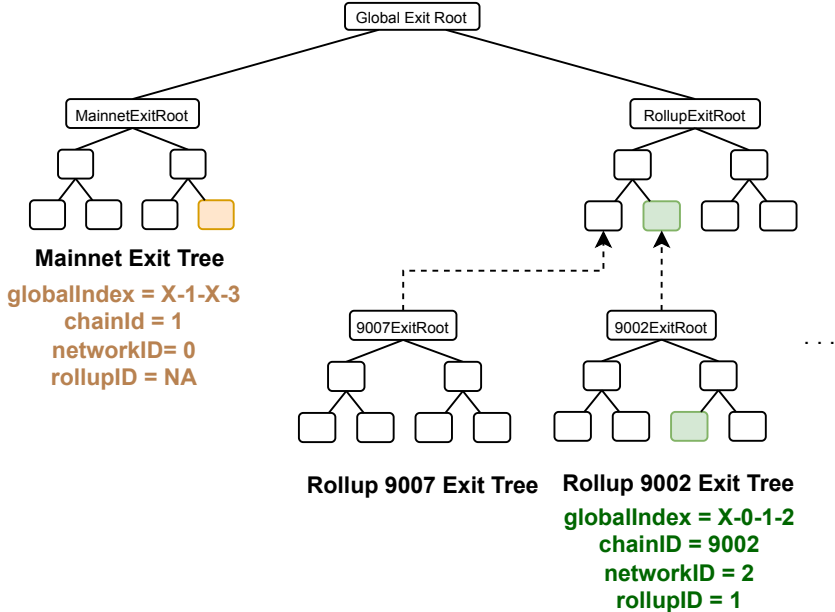 Global Exit Root
MainnetExitRoot
RollupExitRoot
Mainnet Exit Tree
globalIndex = X-1-X-3
chainId = 1
networkID= 0
rollupID = NA
9007ExitRoot
9002ExitRoot
. . .
Rollup 9007 Exit Tree
Rollup 9002 Exit Tree
globalIndex = X-0-1-2
chainID = 9002
networkID = 2
rollupID = 1